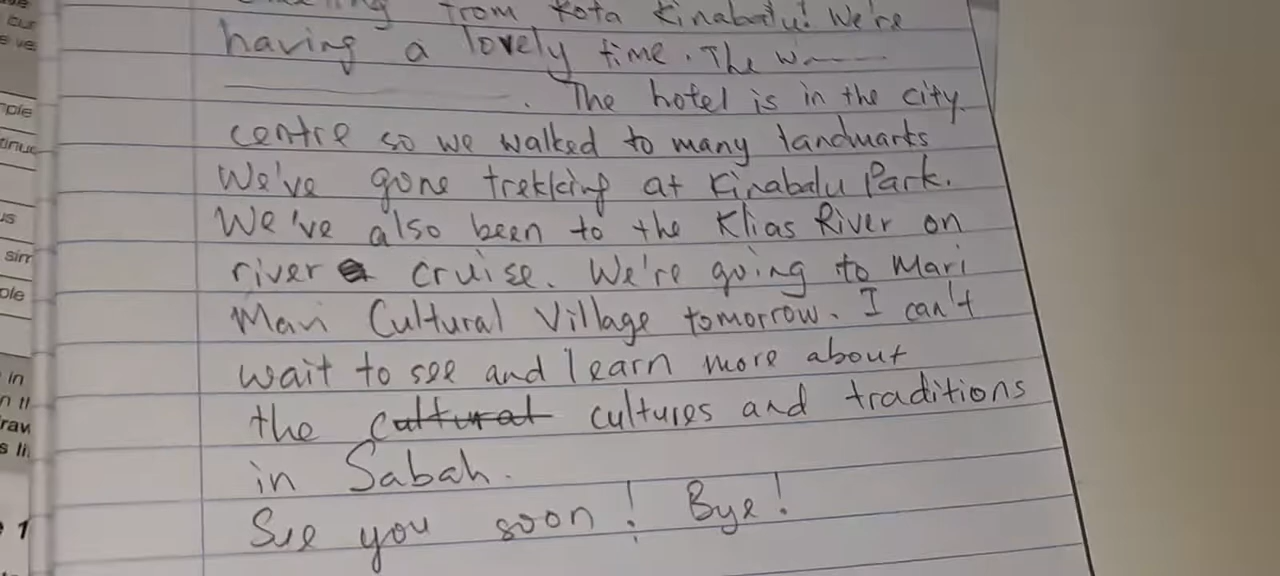 from Kota Kinabalu! We're
having a lovely time. The w
. The hotel is in the city
centre so we walked to many landmarks
We've gone trekking at Kinabalu Park.
We've also been to the Klias River on
river cruise. We're going to Mari
Mari Cultural Village tomorrow. I can't
wait to see and learn more about
the cultural cultures and traditions
in Sabah.
See you soon! Bye!